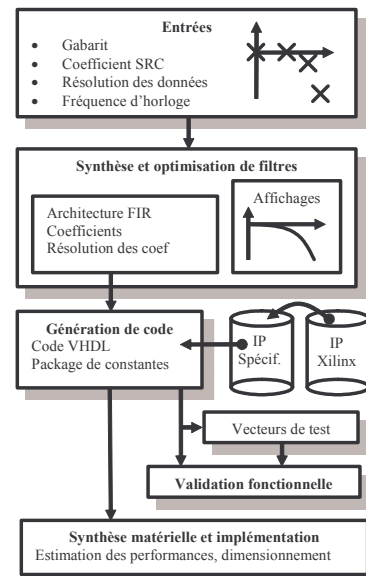 Entrées
• Gabarit
• Coefficient SRC
• Résolution des données
• Fréquence d'horloge
Synthèse et optimisation de filtres
Architecture FIR
Coefficients
Résolution des coef
Affichages
Génération de code
Code VHDL
Package de constantes
IP
Spécif.
IP
Xilinx
Vecteurs de test
Validation fonctionnelle
Synthèse matérielle et implémentation
Estimation des performances, dimensionnement